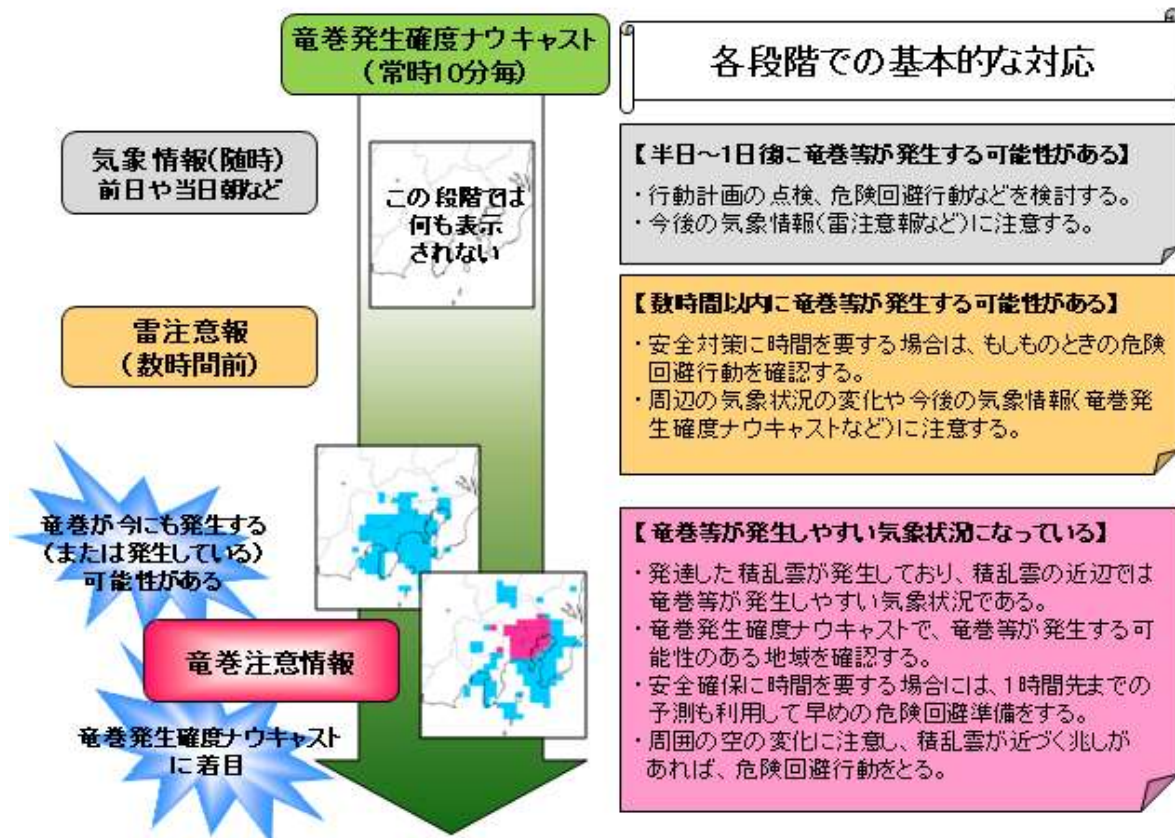 竜巻発生確度ナウキャスト
(常時10分毎)
各段階での基本的な対応
気象情報(随時)
前日や当日朝など
この段階では
何も表示
されない
【半日～1日後に竜巻等が発生する可能性がある】
・行動計画の点検、危険回避行動などを検討する。
・今後の気象情報(雷注意報など)に注意する。
雷注意報
(数時間前)
【数時間以内に竜巻等が発生する可能性がある】
・安全対策に時間を要する場合は、もしものときの危険
回避行動を確認する。
・周辺の気象状況の変化や今後の気象情報(竜巻発
生確度ナウキャストなど)に注意する。
竜巻が今にも発生する
(または発生している)
可能性がある
竜巻注意情報
竜巻発生確度ナウキャスト
に着目
【竜巻等が発生しやすい気象状況になっている】
・発達した積乱雲が発生しており、積乱雲の近辺では
竜巻等が発生しやすい気象状況である。
・竜巻発生確度ナウキャストで、竜巻等が発生する可
能性のある地域を確認する。
・安全確保に時間を要する場合には、1時間先までの
予測も利用して早めの危険回避準備をする。
・周囲の空の変化に注意し、積乱雲が近づく兆しが
あれば、危険回避行動をとる。